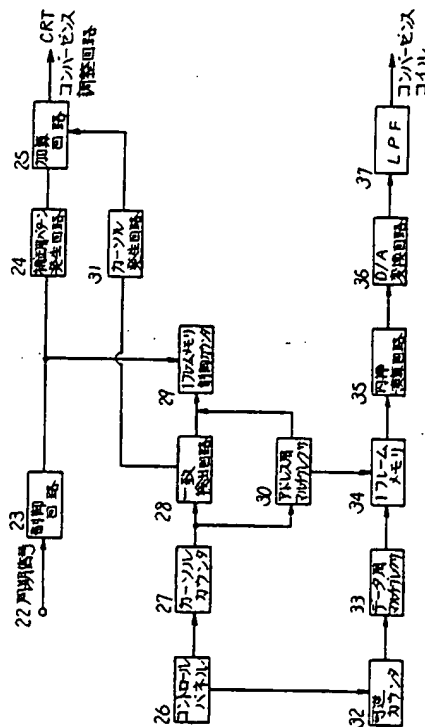 22 同期信号
23
制御
回路
24
補正用パターン
発生回路
25
加算
回路
CRT
コンバーゼンス
調整回路
31
カーソル
発生回路
26
コントロール
パネル
27
カーソル
カウンタ
28
一致
検出回路
29
1フレームメモリ
制御カウンタ
30
アドレス用
マルチプレクサ
32
可逆カウンタ
33
データ用
マルチプレクサ
34
1フレーム
メモリ
35
内挿
演算回路
36
D/A
変換回路
37
LPF
コンバーゼンス
コイル